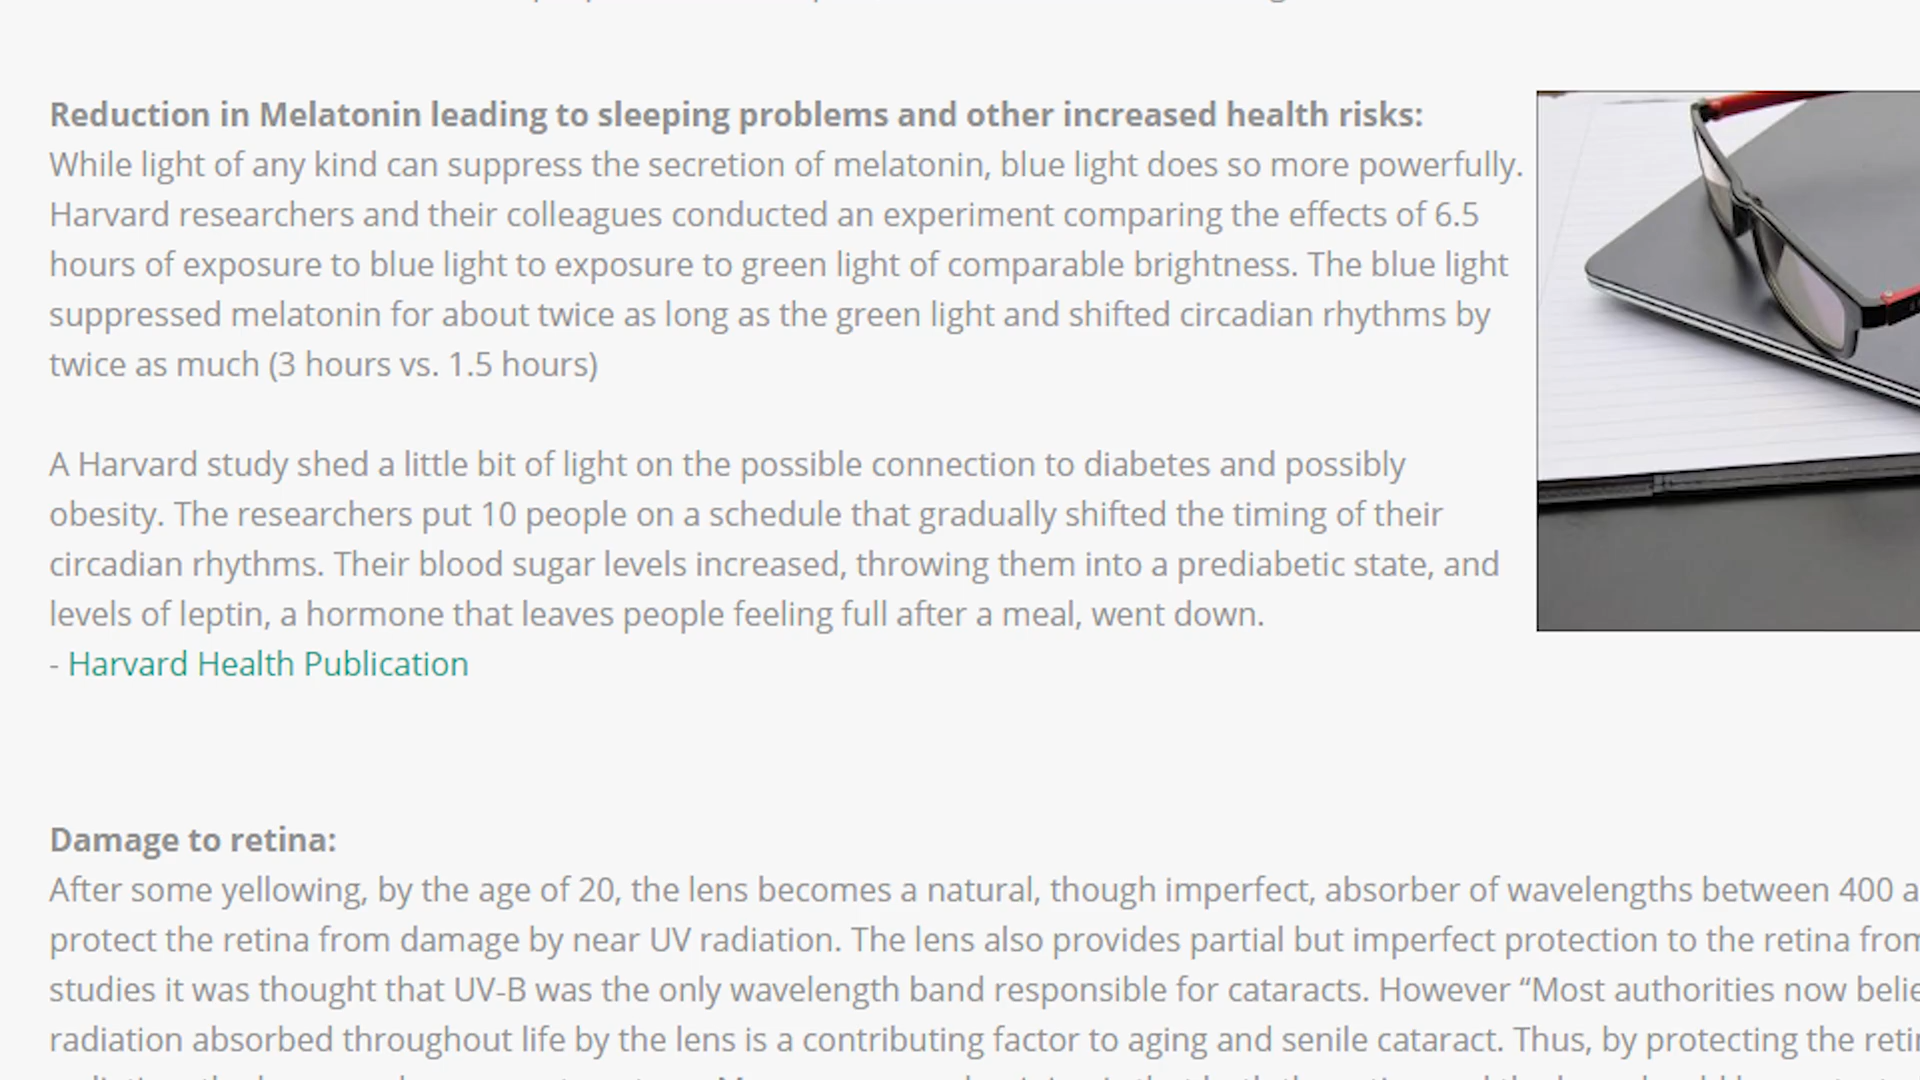 Reduction in Melatonin leading to sleeping problems and other increased health risks:
While light of any kind can suppress the secretion of melatonin, blue light does so more powerfully.
Harvard researchers and their colleagues conducted an experiment comparing the effects of 6.5
hours of exposure to blue light to exposure to green light of comparable brightness. The blue light
suppressed melatonin for about twice as long as the green light and shifted circadian rhythms by
twice as much (3 hours vs. 1.5 hours)
A Harvard study shed a little bit of light on the possible connection to diabetes and possibly
obesity. The researchers put 10 people on a schedule that gradually shifted the timing of their
circadian rhythms. Their blood sugar levels increased, throwing them into a prediabetic state, and
levels of leptin, a hormone that leaves people feeling full after a meal, went down.
- Harvard Health Publication
Damage to retina:
After some yellowing, by the age of 20, the lens becomes a natural, though imperfect, absorber of wavelengths between 400
protect the retina from damage by near UV radiation. The lens also provides partial but imperfect protection to the retina from
studies it was thought that UV-B was the only wavelength band responsible for cataracts. However “Most authorities now
radiation absorbed throughout life by the lens is a contributing factor to aging and senile cataract. Thus, by protecting the